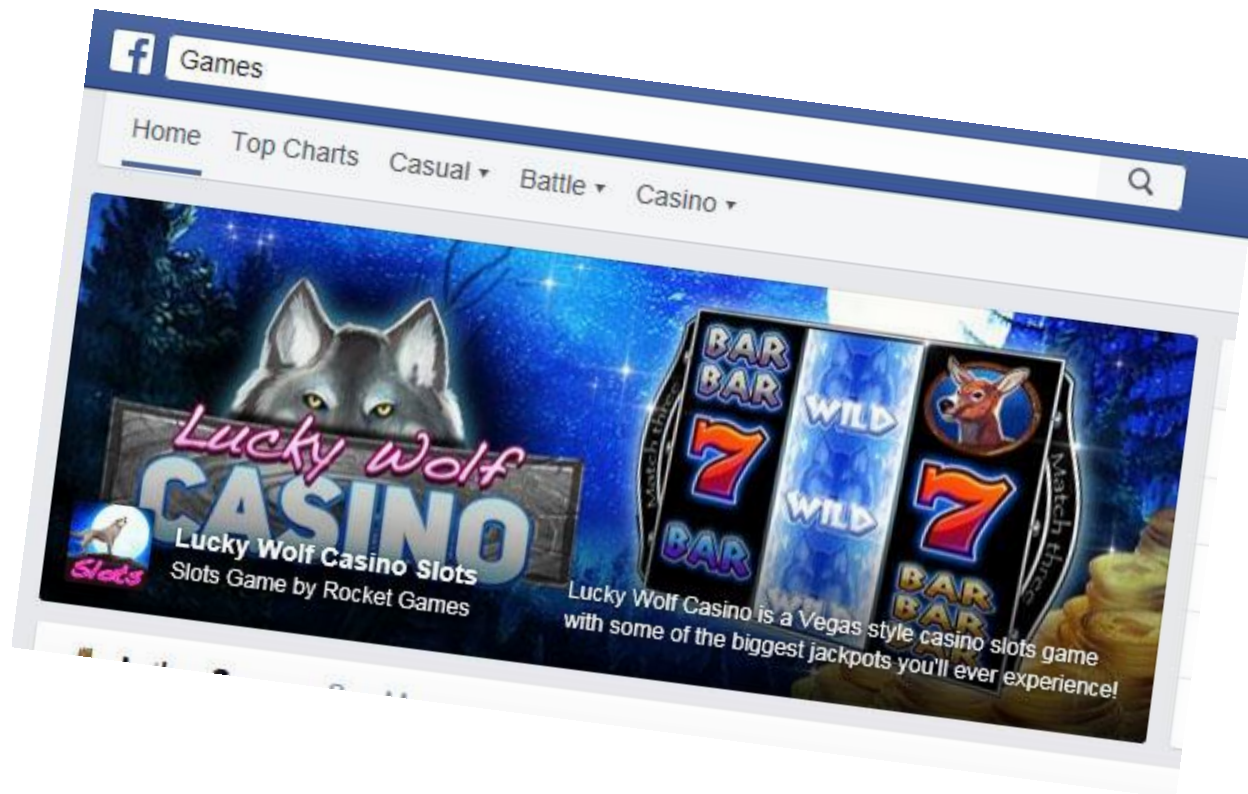 f Games
Home Top Charts Casual Battle Casino
Lucky Wolf
CASINO
Slots
Lucky Wolf Casino Slots
Slots Game by Rocket Games
Match three
BAR
BAR
7
BAR
WILD
WILD
WILD
7
BAR
BAR
BAR
Match three
Lucky Wolf Casino is a Vegas style casino slots game
with some of the biggest jackpots you'll ever experience!